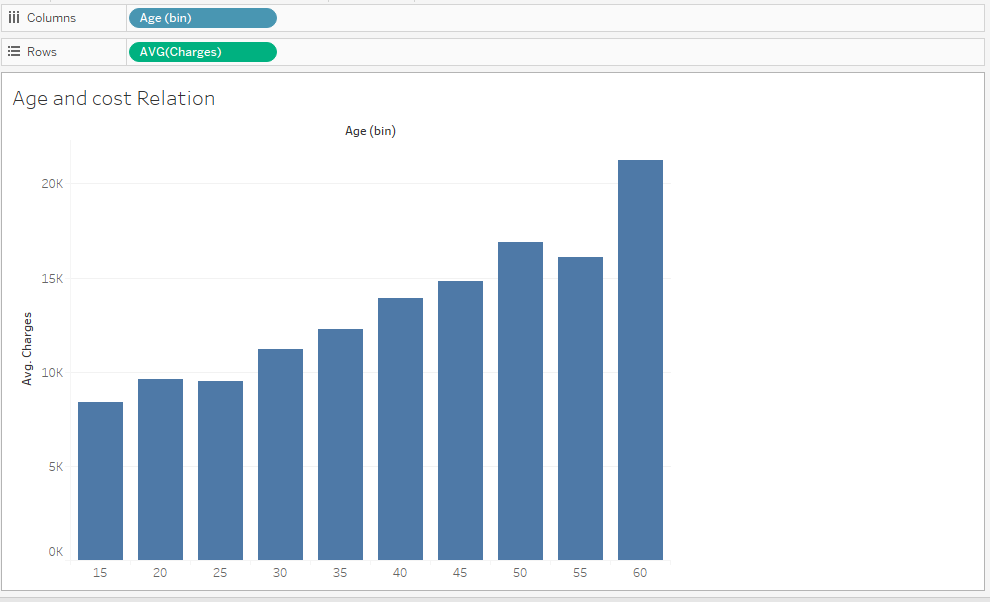 Columns Age (bin)
Rows AVG(Charges)
Age and cost Relation
Age (bin)
20K
15K
10K
5K
0K
Avg. Charges
15 20 25 30 35 40 45 50 55 60